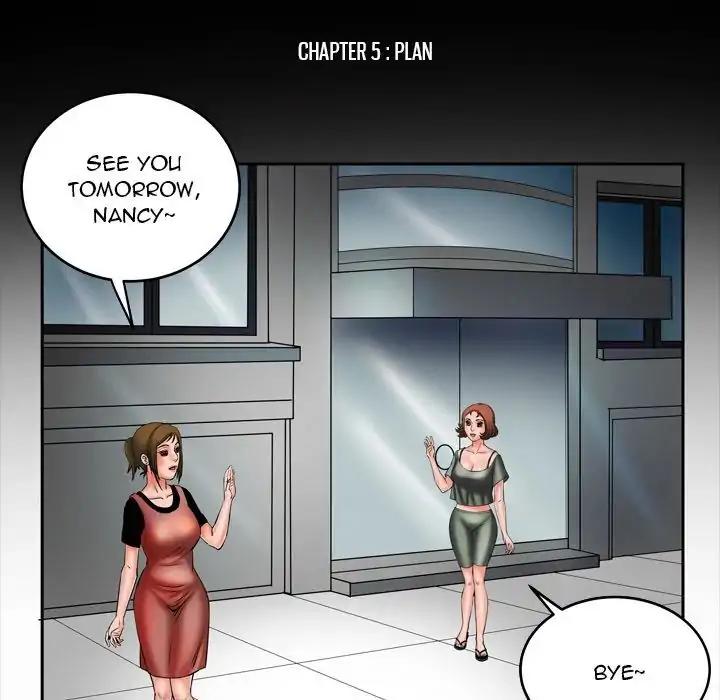 CHAPTER 5 : PLAN
SEE YOU
TOMORROW,
NANCY~
BYE~